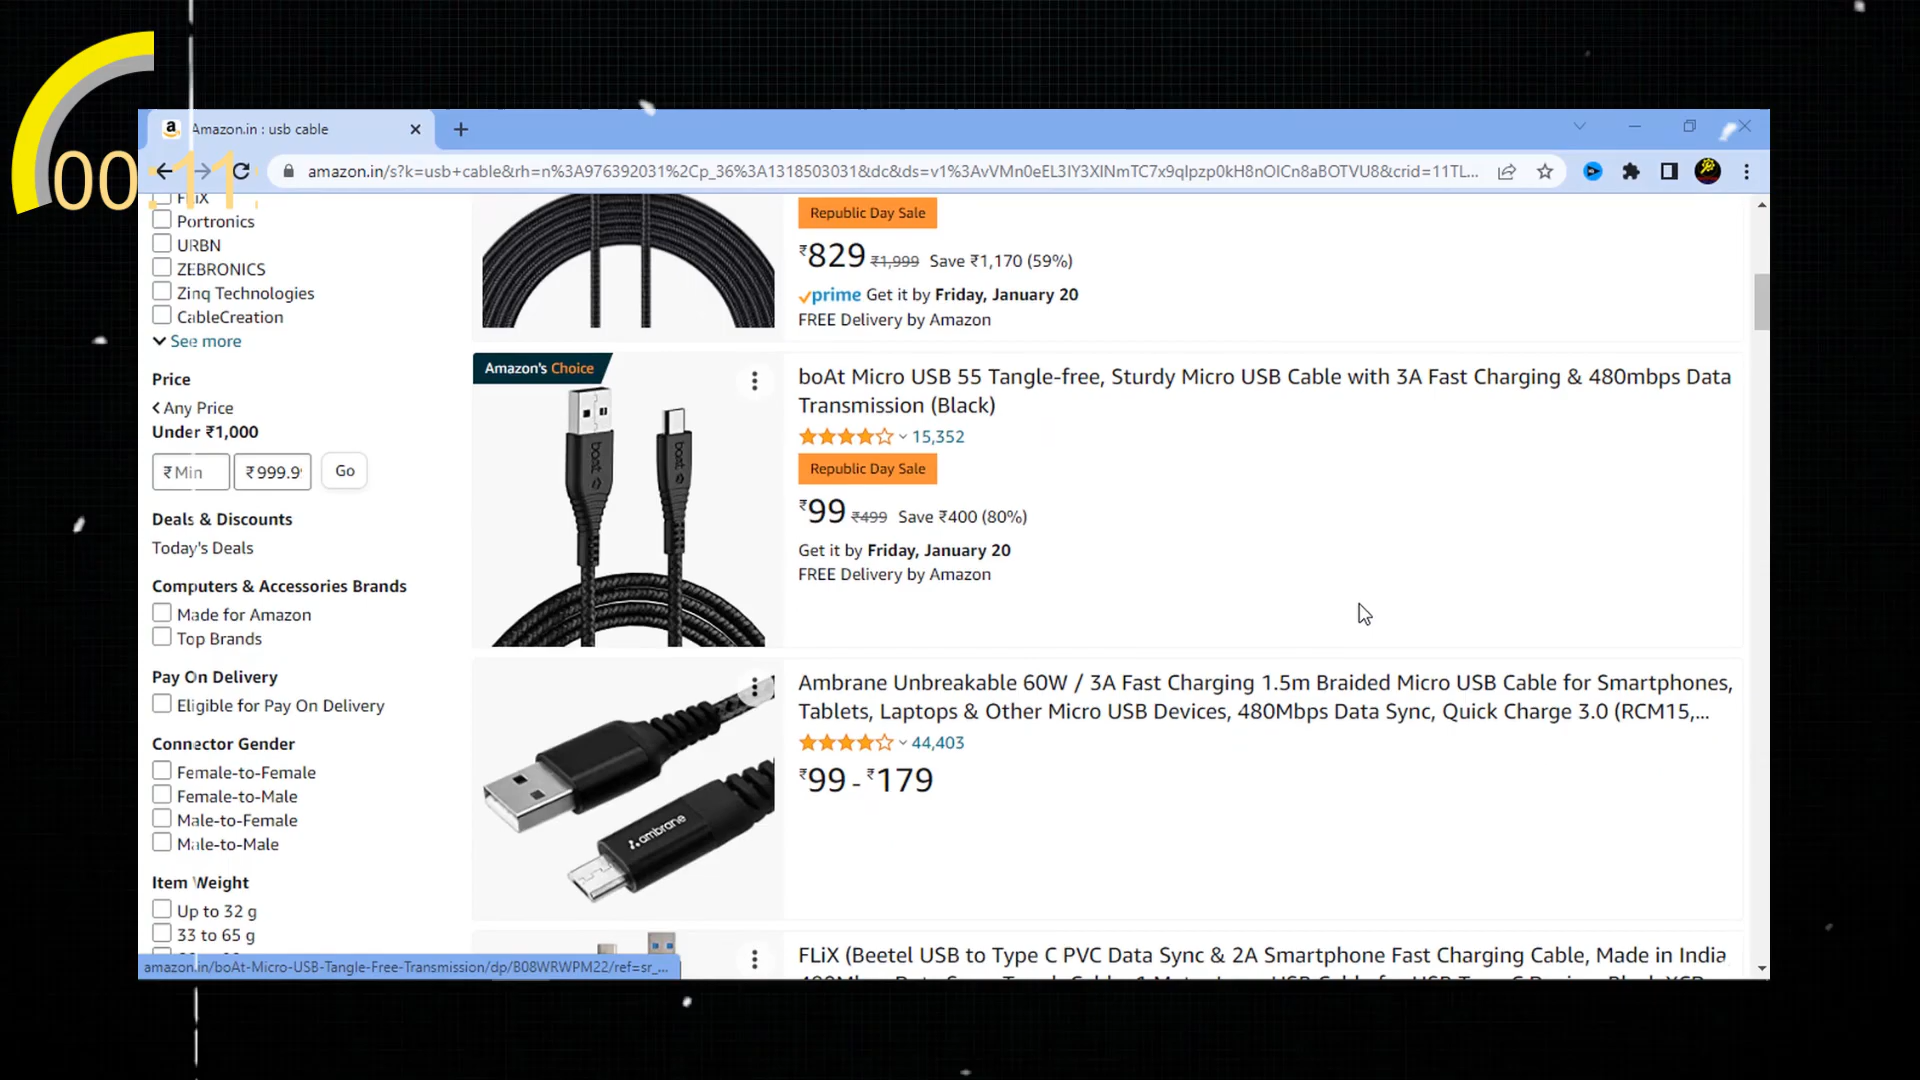 Amazon.in : usb cable
00:11
amazon.in/s?k=usb+cable&rh=n%3A976392031%2Cp_36%3A1318503031&dc&ds=v1%3AvVMn0eEL3IY3XINmTC7x9qIpzp0kH8nOICn8aBOTVU8&crid=11TL...
FLiX
Portronics
URBN
ZEBRONICS
Zinq Technologies
CableCreation
See more
Price
Any Price
Under ₹1,000
₹ Min
₹ 999.9
Go
Deals & Discounts
Today's Deals
Computers & Accessories Brands
Made for Amazon
Top Brands
Pay On Delivery
Eligible for Pay On Delivery
Connector Gender
Female-to-Female
Female-to-Male
Male-to-Female
Male-to-Male
Item Weight
Up to 32 g
33 to 65 g
amazon.in/boAt-Micro-USB-Tangle-Free-Transmission/dp/B08WRWPM22/ref=sr_...
Republic Day Sale
₹829 ₹1,999 Save ₹1,170 (59%)
prime Get it by Friday, January 20
FREE Delivery by Amazon
Amazon's Choice
boAt
boAt
boAt Micro USB 55 Tangle-free, Sturdy Micro USB Cable with 3A Fast Charging & 480mbps Data
Transmission (Black)
15,352
Republic Day Sale
₹99 ₹499 Save ₹400 (80%)
Get it by Friday, January 20
FREE Delivery by Amazon
ambrane
Ambrane Unbreakable 60W / 3A Fast Charging 1.5m Braided Micro USB Cable for Smartphones,
Tablets, Laptops & Other Micro USB Devices, 480Mbps Data Sync, Quick Charge 3.0 (RCM15,...
44,403
₹99 - ₹179
FLiX (Beetel USB to Type C PVC Data Sync & 2A Smartphone Fast Charging Cable, Made in India